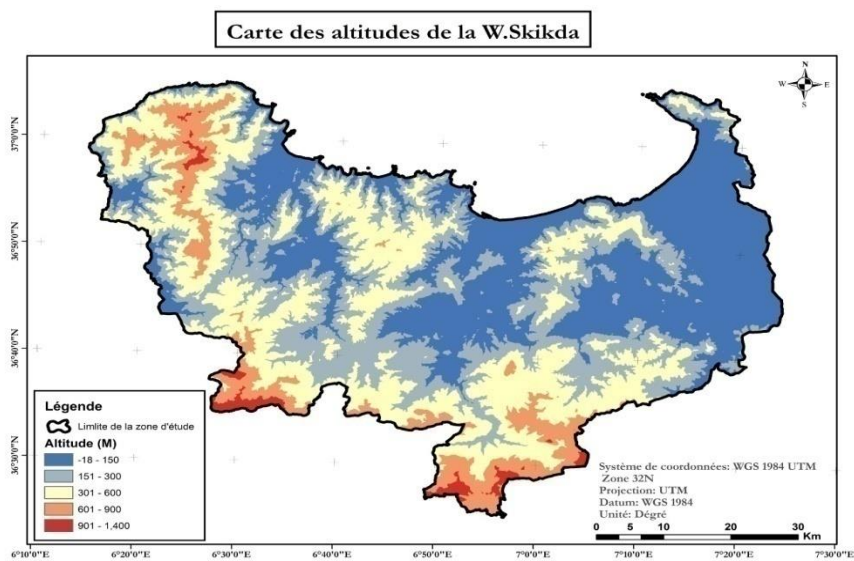 Carte des altitudes de la W.Skikda
N
W E
S
37°0'0"N
36°50'0"N
36°40'0"N
36°30'0"N
Légende
Limlite de la zone d'étude
Altitude (M)
-18 - 150
151 - 300
301 - 600
601 - 900
901 - 1,400
Système de coordonnées: WGS 1984 UTM
Zone 32N
Projection: UTM
Datum: WGS 1984
Unité: Dégré
0 5 10 20 30
Km
6°10'0"E 6°20'0"E 6°30'0"E 6°40'0"E 6°50'0"E 7°0'0"E 7°10'0"E 7°20'0"E 7°30'0"E